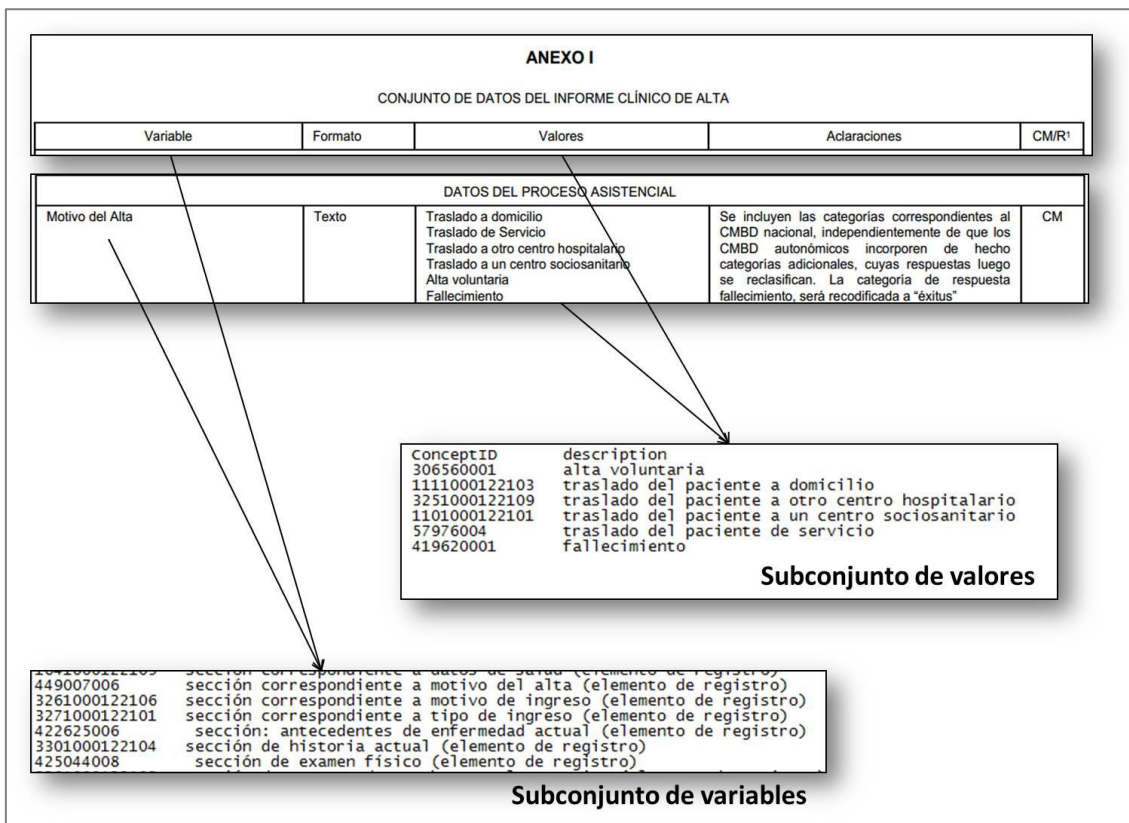 ANEXO I
CONJUNTO DE DATOS DEL INFORME CLÍNICO DE ALTA
Variable Formato Valores Aclaraciones CM/R¹
DATOS DEL PROCESO ASISTENCIAL
Motivo del Alta
Texto
Traslado a domicilio
Traslado de Servicio
Traslado a otro centro hospitalario
Traslado a un centro sociosanitario
Alta voluntaria
Fallecimiento
Se incluyen las categorías correspondientes al
CMBD nacional, independientemente de que los
CMBD autonómicos incorporen de hecho
categorías adicionales, cuyas respuestas luego
se reclasifican. La categoría de respuesta
fallecimiento, será recodificada a "éxitus"
CM
ConceptID description
306560001 alta voluntaria
1111000122103 traslado del paciente a domicilio
3251000122109 traslado del paciente a otro centro hospitalario
1101000122101 traslado del paciente a un centro sociosanitario
57976004 traslado del paciente de servicio
419620001 fallecimiento
Subconjunto de valores
sección correspondiente a datos de salud (elemento de registro)
449007006 sección correspondiente a motivo del alta (elemento de registro)
3261000122106 sección correspondiente a motivo de ingreso (elemento de registro)
3271000122101 sección correspondiente a tipo de ingreso (elemento de registro)
422625006 sección: antecedentes de enfermedad actual (elemento de registro)
3301000122104 sección de historia actual (elemento de registro)
425044008 sección de examen físico (elemento de registro)
Subconjunto de variables